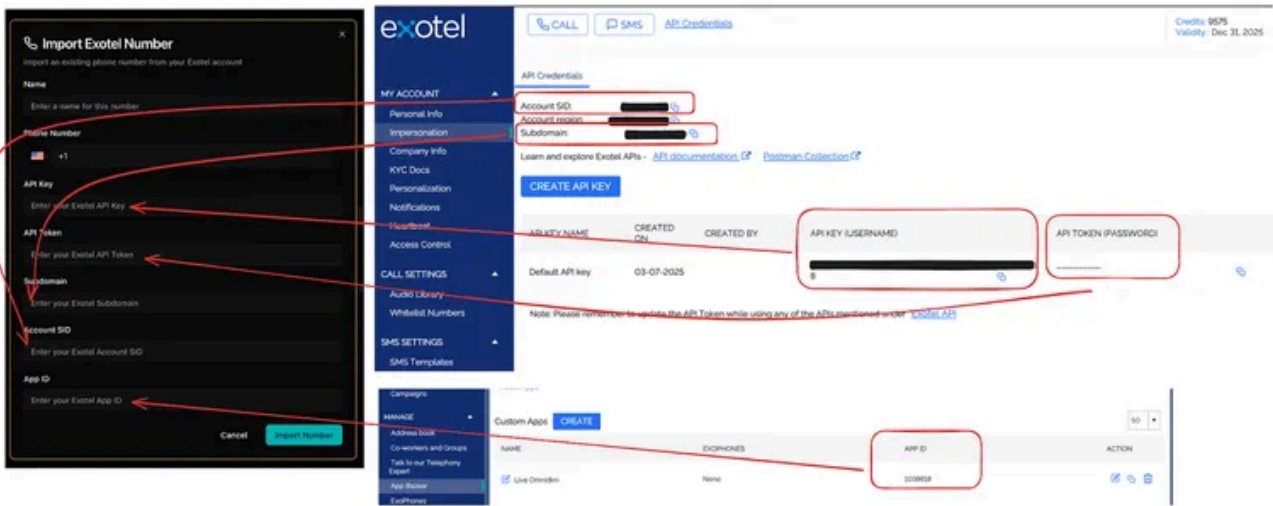 Import Exotel Number
×
Import an existing phone number from your Exotel account
Name
Enter a name for this number
Phone Number
+1
API Key
Enter your Exotel API Key
API Token
Enter your Exotel API Token
Subdomain
Enter your Exotel Subdomain
Account SID
Enter your Exotel Account SID
App ID
Enter your Exotel App ID
Cancel
Import Number
exotel
CALL
SMS
API Credentials
Credits: 9575
Validity: Dec 31, 2025
MY ACCOUNT
Personal Info
Impersonation
Company Info
KYC Docs
Personalization
Notifications
Heartbeat
Access Control
CALL SETTINGS
Audio Library
Whitelist Numbers
SMS SETTINGS
SMS Templates
API Credentials
Account SID:
Account region:
Subdomain:
Learn and explore Exotel APIs - API documentation Postman Collection
CREATE API KEY
API KEY NAME
CREATED ON
CREATED BY
API KEY (USERNAME)
API TOKEN (PASSWORD)
Default API key
03-07-2025
Note: Please remember to update the API Token while using any of the APIs mentioned under Exotel API
Campaigns
MANAGE
Address book
Co-workers and Groups
Talk to our Telephony
Expert
App Bazaar
ExoPhones
Custom Apps
CREATE
50
NAME
EXOPHONES
APP ID
ACTION
Live Omnidim
None